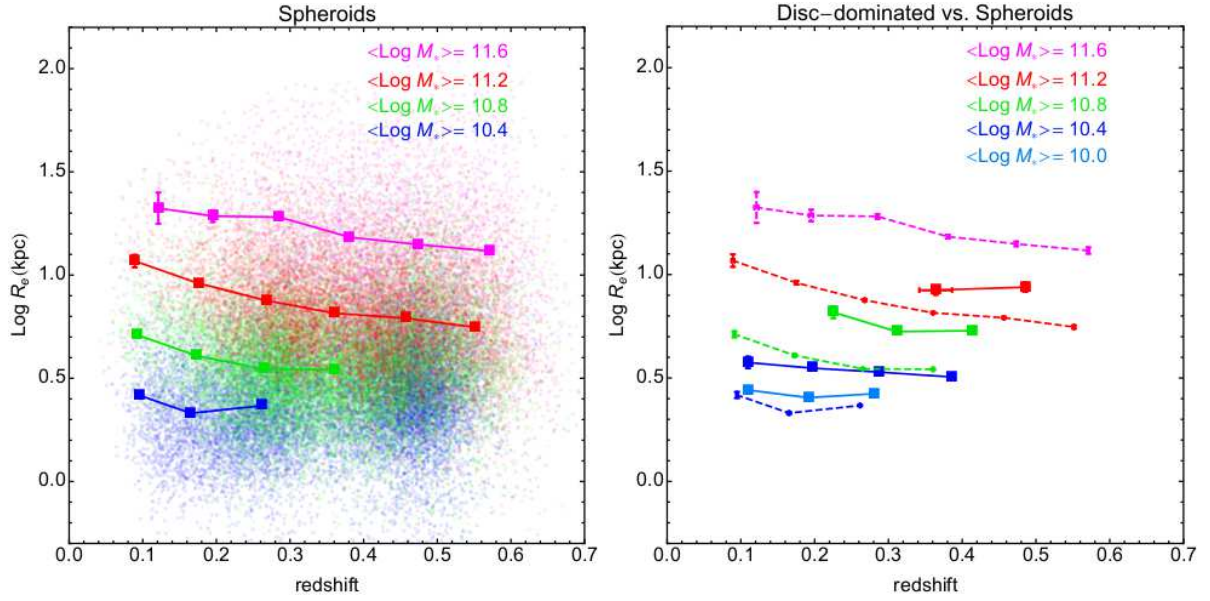 Spheroids
<Log M*>= 11.6
<Log M*>= 11.2
<Log M*>= 10.8
<Log M*>= 10.4
2.0
1.5
1.0
0.5
0.0
Log Re(kpc)
0.0 0.1 0.2 0.3 0.4 0.5 0.6 0.7
redshift
Disc-dominated vs. Spheroids
<Log M*>= 11.6
<Log M*>= 11.2
<Log M*>= 10.8
<Log M*>= 10.4
<Log M*>= 10.0
2.0
1.5
1.0
0.5
0.0
Log Re(kpc)
0.0 0.1 0.2 0.3 0.4 0.5 0.6 0.7
redshift